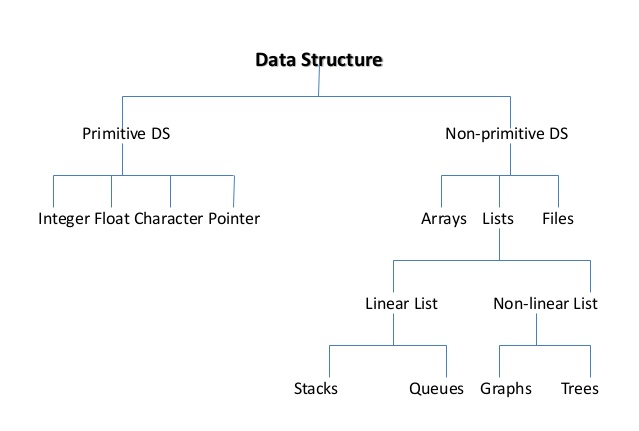 Data Structure
Primitive DS Non-primitive DS
Integer Float Character Pointer Arrays Lists Files
Linear List Non-linear List
Stacks Queues Graphs Trees